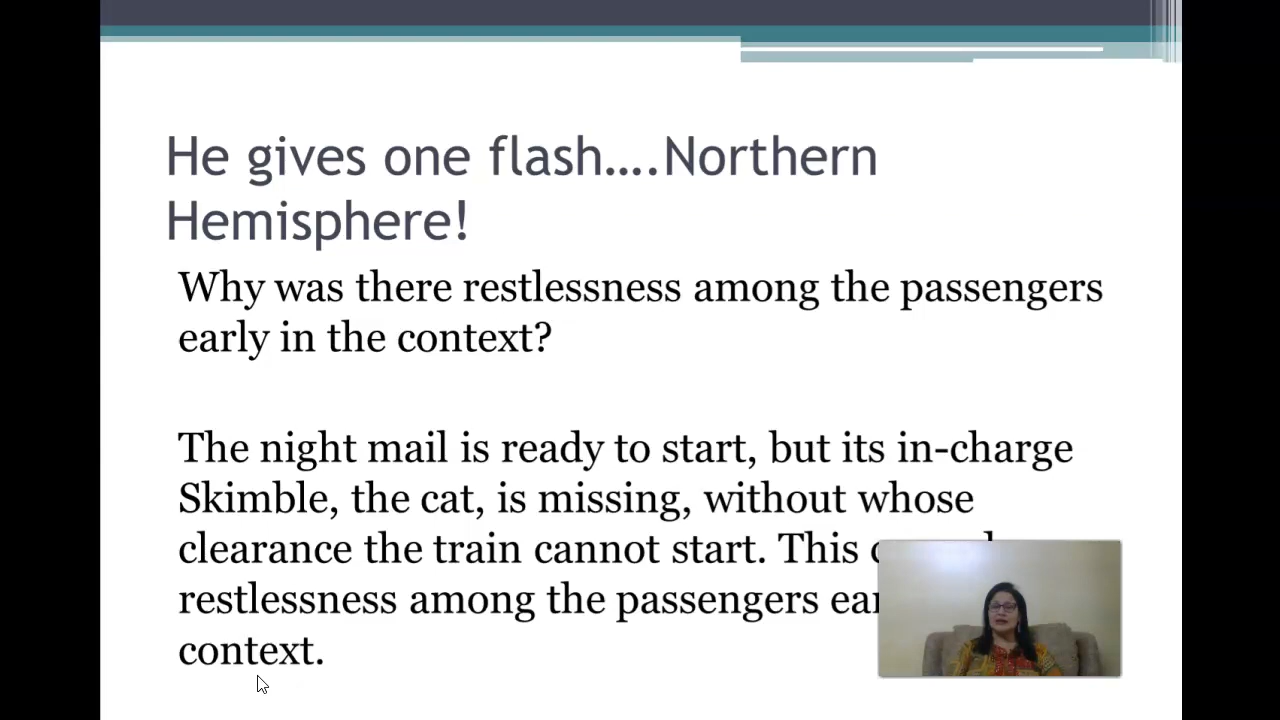 He gives one flash....Northern
Hemisphere!
Why was there restlessness among the passengers
early in the context?
The night mail is ready to start, but its in-charge
Skimble, the cat, is missing, without whose
clearance the train cannot start. This
restlessness among the passengers
context.